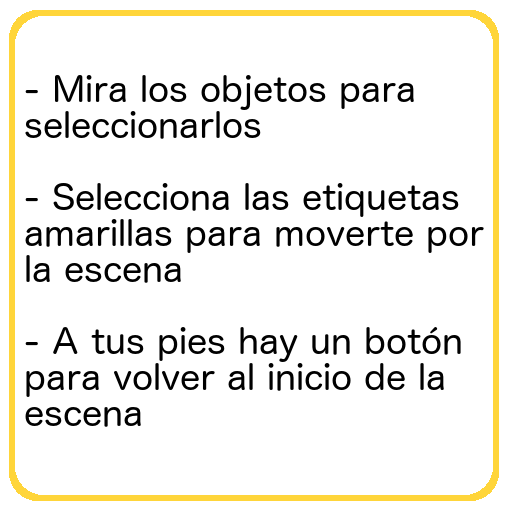 - Mira los objetos para
seleccionarlos
- Selecciona las etiquetas
amarillas para moverte por
la escena
- A tus pies hay un botón
para volver al inicio de la
escena